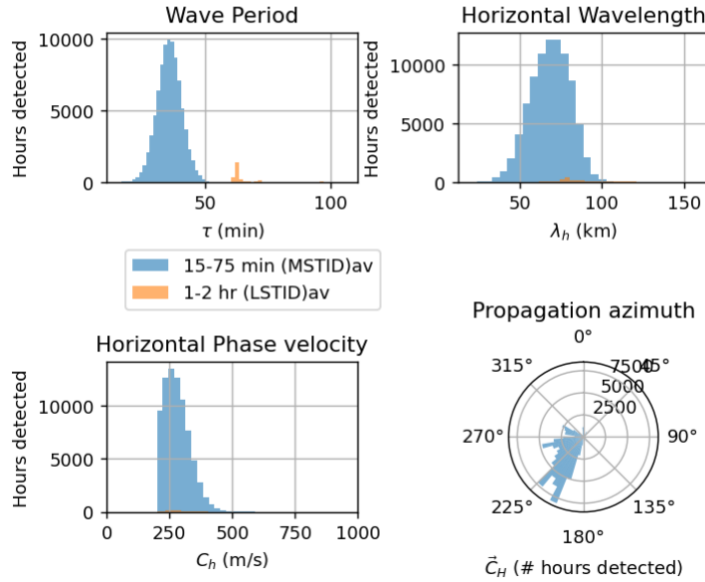 Wave Period
Hours detected
10000
5000
0
50
100
τ (min)
Horizontal Wavelength
Hours detected
10000
5000
0
50
100
150
λh (km)
15-75 min (MSTID)av
1-2 hr (LSTID)av
Horizontal Phase velocity
Hours detected
10000
5000
0
0
250
500
750
1000
Ch (m/s)
Propagation azimuth
0°
315°
45°
7500
5000
2500
270°
90°
225°
135°
180°
C⃗H (# hours detected)